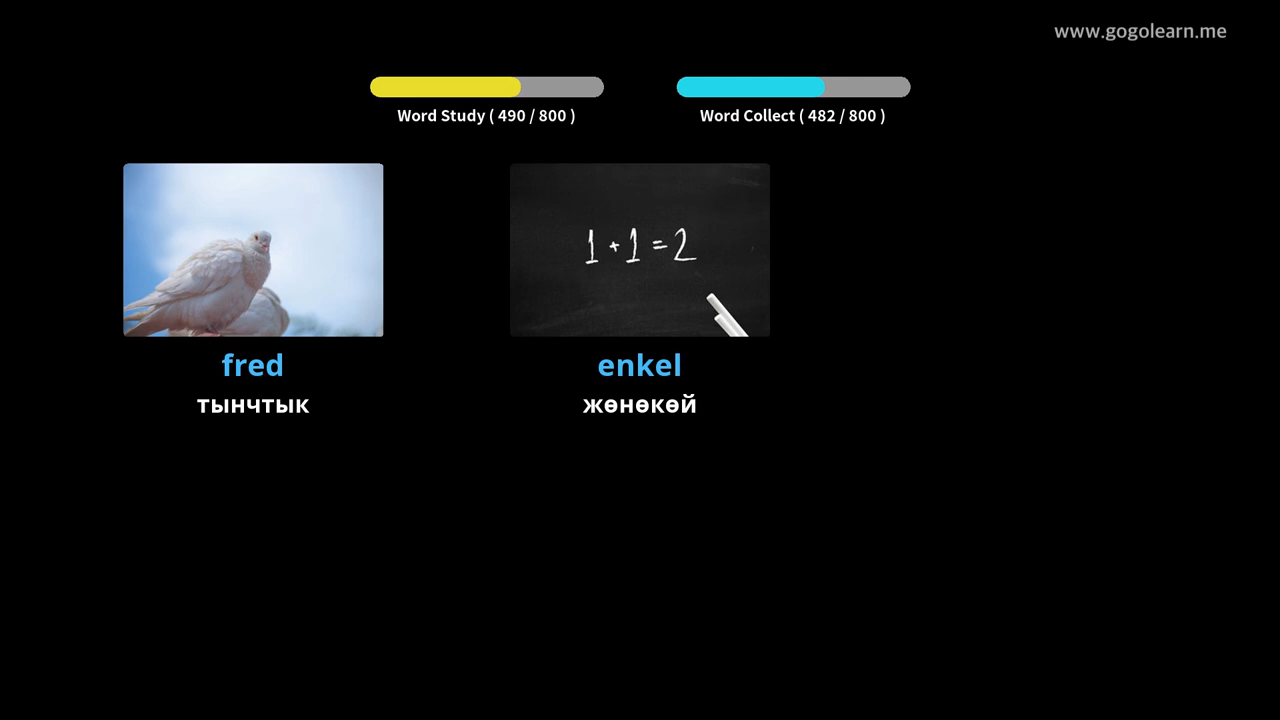 www.gogolearn.me
Word Study ( 490 / 800 )
Word Collect ( 482 / 800 )
1 + 1 = 2
fred
enkel
тынчтык
жөнөкөй